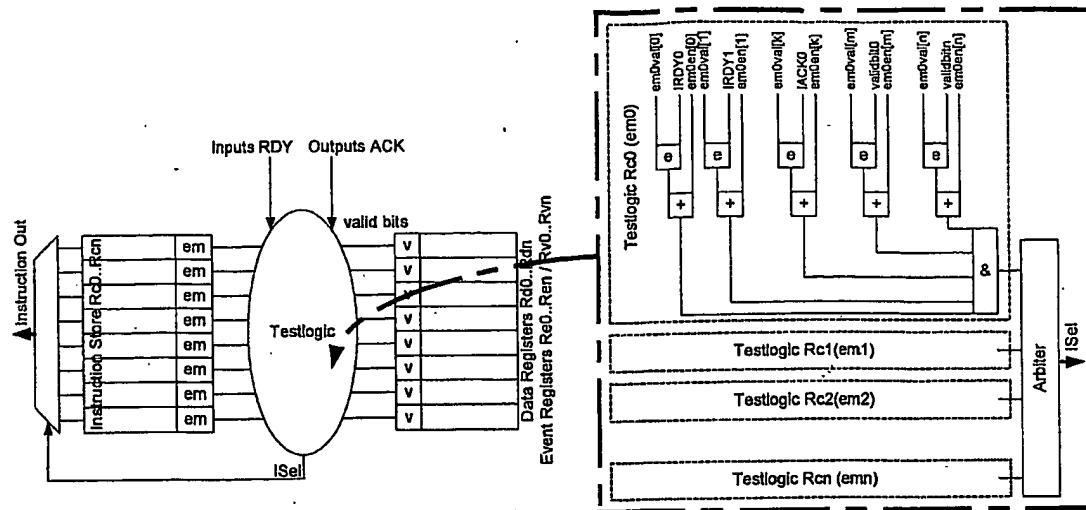 Inputs RDY
Outputs ACK
Instruction Out
Instruction Store Rc0..Rcn
em
em
em
em
em
em
em
em
Testlogic
ISel
valid bits
v
v
v
v
v
v
v
v
Data Registers Rd0..Rdn
Event Registers Re0..Ren / Rv0..Rvn
Testlogic Rc0 (em0)
em0val[0]
IRDY0
em0en[0]
em0val[1]
IRDY1
em0en[1]
em0val[k]
IACK0
em0en[k]
em0val[m]
validbit0
em0en[m]
em0val[n]
validbitn
em0en[n]
e
e
e
e
e
+
+
+
+
+
&
Testlogic Rc1(em1)
Testlogic Rc2(em2)
Testlogic Rcn (emn)
Arbiter
ISel